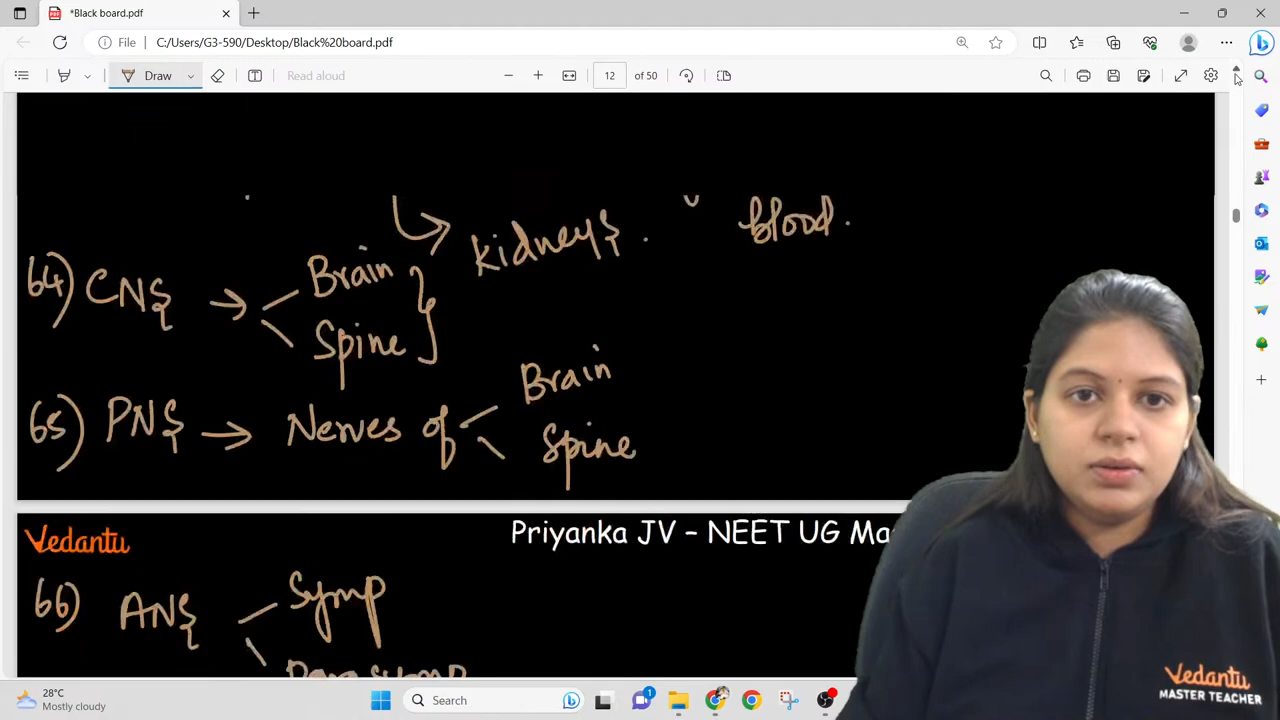 *Black board.pdf
File C:/Users/G3-590/Desktop/Black%20board.pdf
Draw Read aloud 12 of 50
kidneys. blood.
64) CNS → Brain
Spine
65) PNS → Nerves of Brain
Spine
Vedantu Priyanka JV – NEET UG Ma
66) ANS Symp
Parasymp
Vedantu
MASTER TEACHER
28°C
Mostly cloudy
Search
1